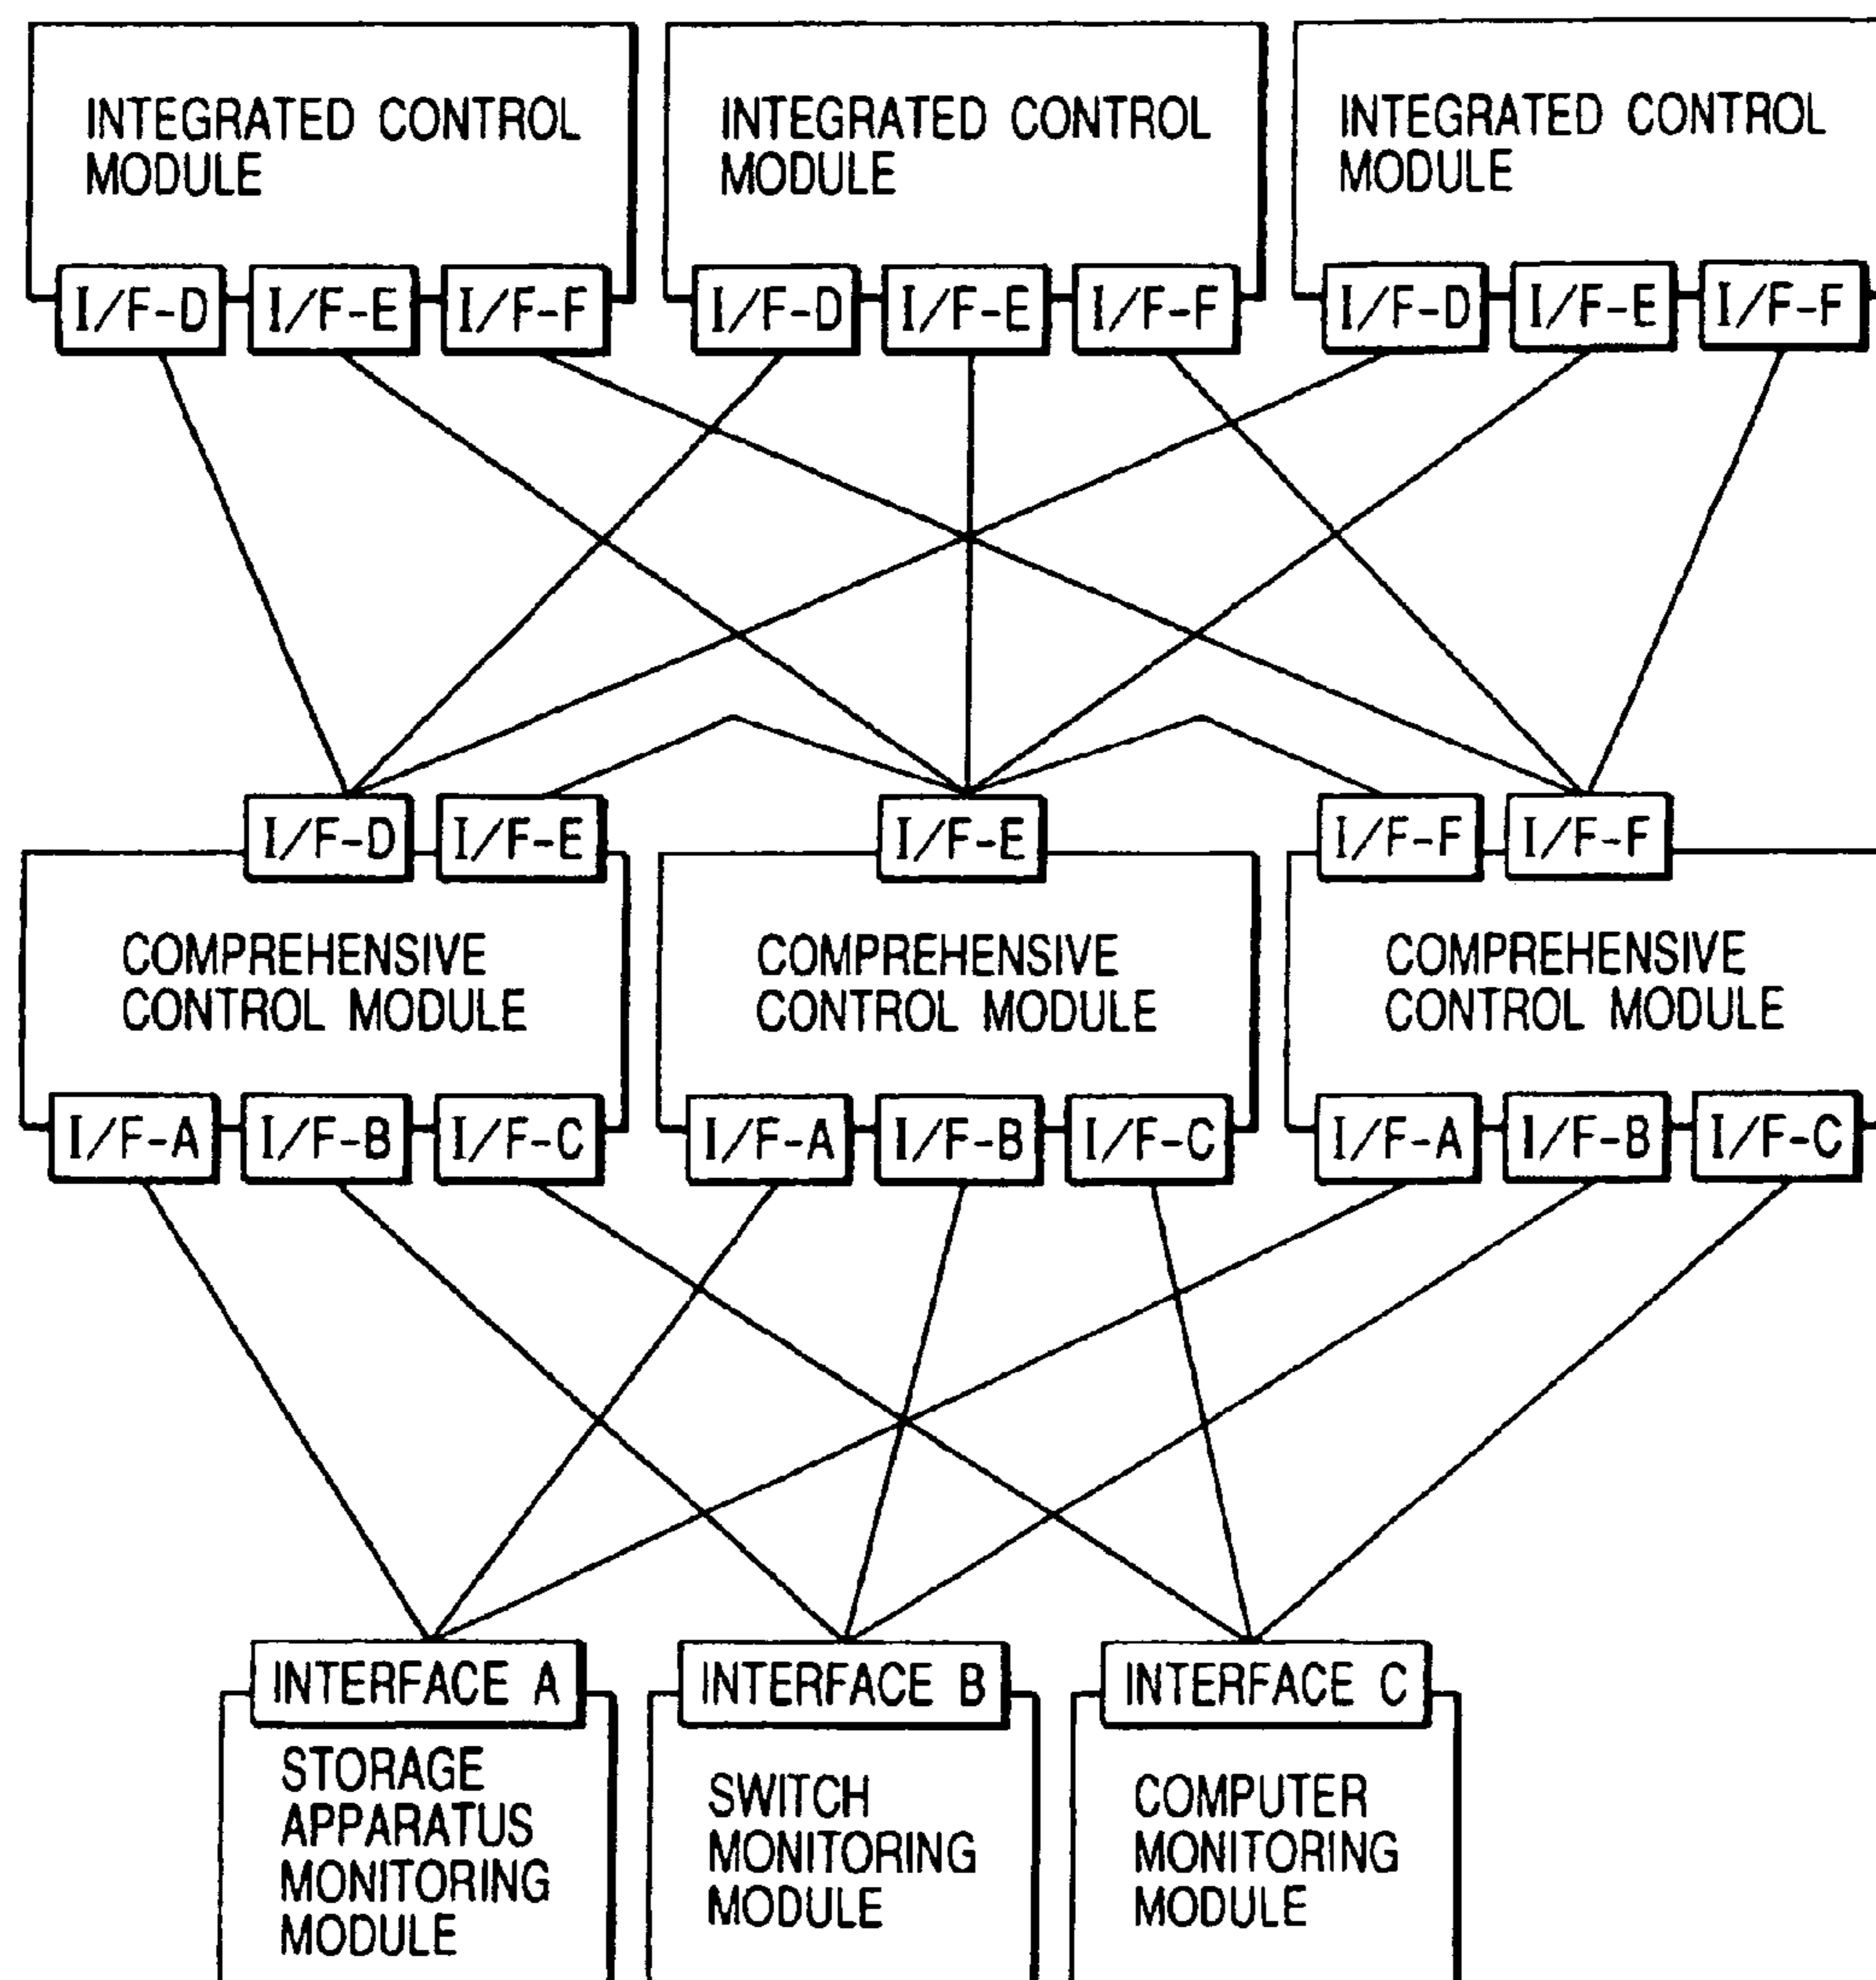 INTEGRATED CONTROL
MODULE
INTEGRATED CONTROL
MODULE
INTEGRATED CONTROL
MODULE
I/F-D
I/F-E
I/F-F
I/F-D
I/F-E
I/F-F
I/F-D
I/F-E
I/F-F
I/F-D
I/F-E
I/F-E
I/F-F
I/F-F
COMPREHENSIVE
CONTROL MODULE
COMPREHENSIVE
CONTROL MODULE
COMPREHENSIVE
CONTROL MODULE
I/F-A
I/F-B
I/F-C
I/F-A
I/F-B
I/F-C
I/F-A
I/F-B
I/F-C
INTERFACE A
STORAGE
APPARATUS
MONITORING
MODULE
INTERFACE B
SWITCH
MONITORING
MODULE
INTERFACE C
COMPUTER
MONITORING
MODULE